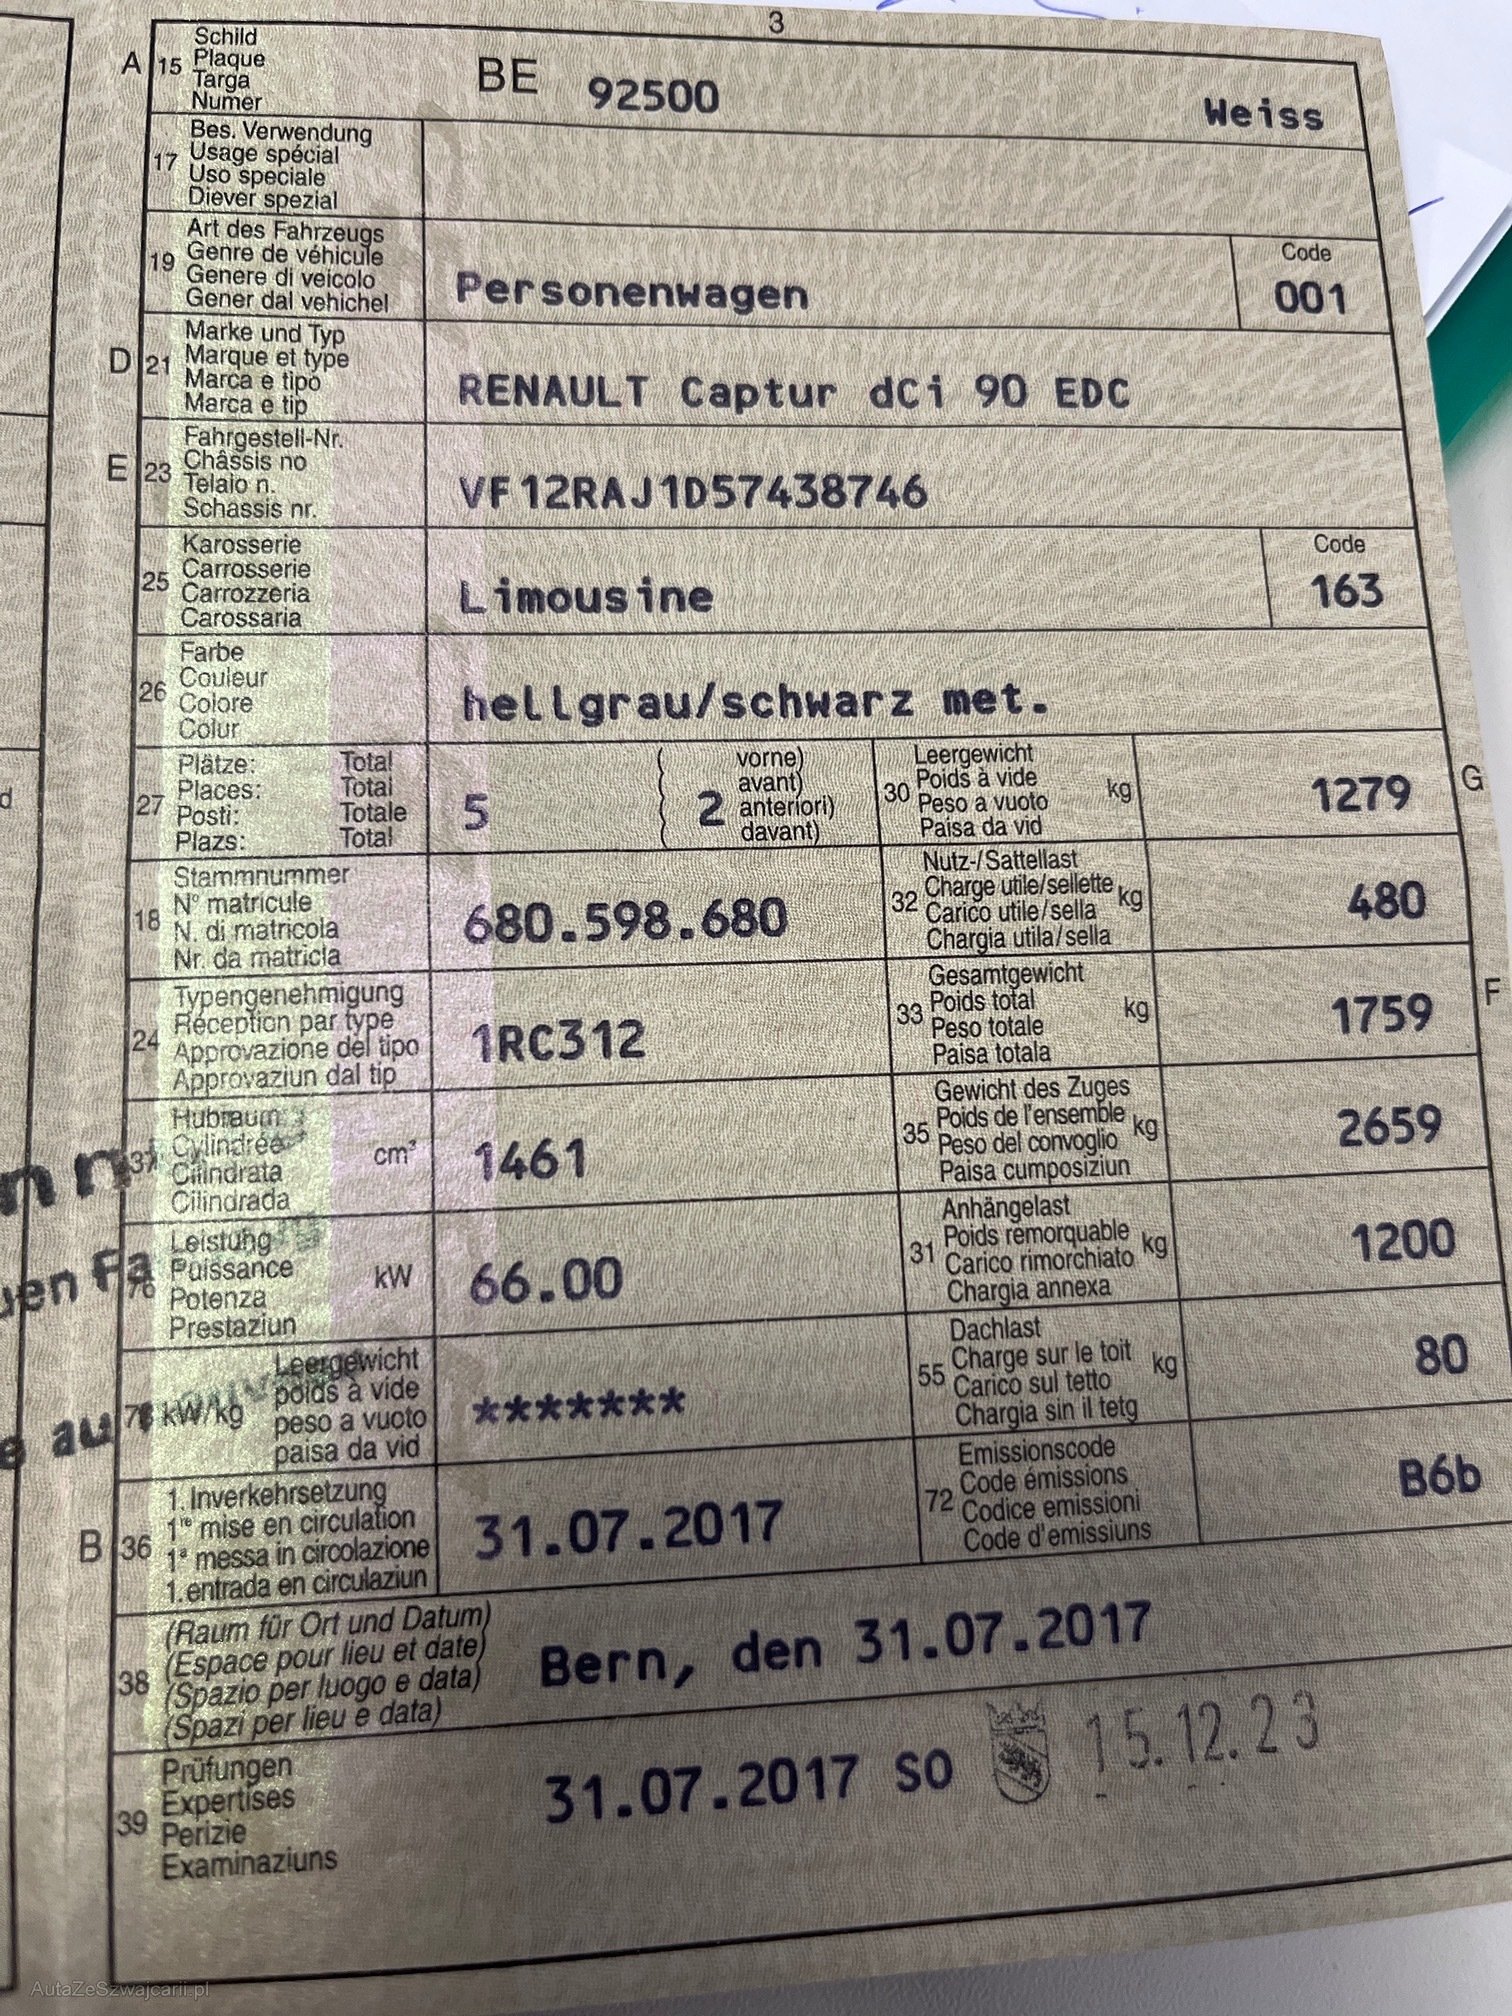 3
A 15 Schild
Plaque
Targa
Numer
BE 92500 Weiss
17 Bes. Verwendung
Usage spécial
Uso speciale
Diever spezial
19 Art des Fahrzeugs
Genre de véhicule
Genere di veicolo
Gener dal vehichel
Personenwagen
Code
001
D 21 Marke und Typ
Marque et type
Marca e tipo
Marca e tip
RENAULT Captur dCi 90 EDC
E 23 Fahrgestell-Nr.
Châssis no
Telaio n.
Schassis nr.
VF12RAJ1D57438746
25 Karosserie
Carrosserie
Carrozzeria
Carossaria
Limousine
Code
163
26 Farbe
Couleur
Colore
Colur
hellgrau/schwarz met.
27 Plätze: Total
Places: Total
Posti: Totale
Plazs: Total
5
2
vorne)
avant)
anteriori)
davant)
30 Leergewicht
Poids à vide kg
Peso a vuoto
Paisa da vid
1279 G
18 Stammnummer
N° matricule
N. di matricola
Nr. da matricla
680.598.680
32 Nutz-/Sattellast
Charge utile/sellette kg
Carico utile/sella
Chargia utila/sella
480
24 Typengenehmigung
Réception par type
Approvazione del tipo
Approvaziun dal tip
1RC312
33 Gesamtgewicht
Poids total kg
Peso totale
Paisa totala
1759 F
37 Hubraum
Cylindrée cm³
Cilindrata
Cilindrada
1461
35 Gewicht des Zuges
Poids de l'ensemble kg
Peso del convoglio
Paisa cumposiziun
2659
76 Leistung
Puissance kW
Potenza
Prestaziun
66.00
31 Anhängelast
Poids remorquable kg
Carico rimorchiato
Chargia annexa
1200
78 kW/kg Leergewicht
poids à vide
peso a vuoto
paisa da vid
*******
55 Dachlast
Charge sur le toit kg
Carico sul tetto
Chargia sin il tetg
80
B 36 1. Inverkehrsetzung
1re mise en circulation
1a messa in circolazione
1. entrada en circulaziun
31.07.2017
72 Emissionscode
Code émissions
Codice emissioni
Code d'emissiuns
B6b
38 (Raum für Ort und Datum)
(Espace pour lieu et date)
(Spazio per luogo e data)
(Spazi per lieu e data)
Bern, den 31.07.2017
39 Prüfungen
Expertises
Perizie
Examinaziuns
31.07.2017 SO 15.12.23
AutaZeSzwajcarii.pl